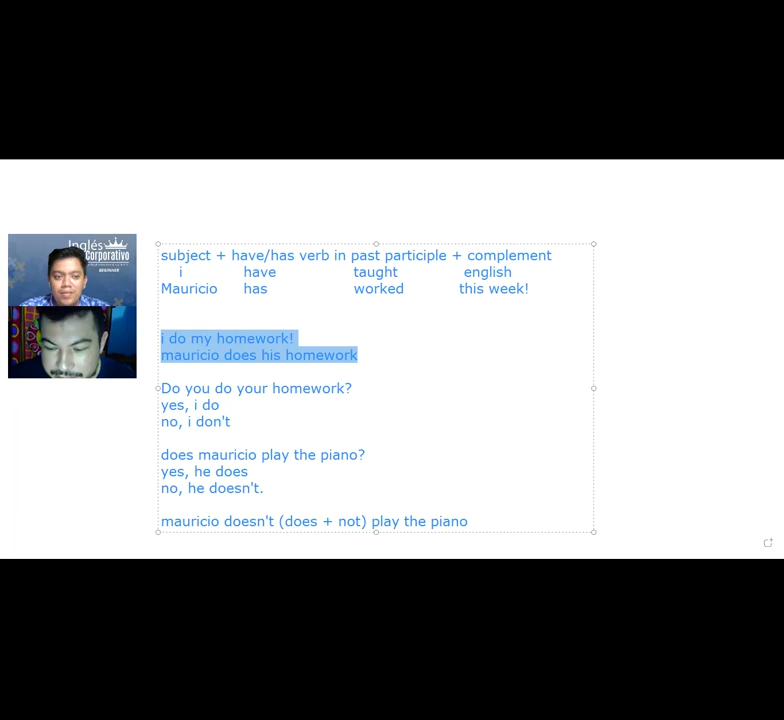 Inglés
Corporativo
BEGINNER
subject + have/has verb in past participle + complement
i have taught english
Mauricio has worked this week!
i do my homework!
mauricio does his homework
Do you do your homework?
yes, i do
no, i don't
does mauricio play the piano?
yes, he does
no, he doesn't.
mauricio doesn't (does + not) play the piano